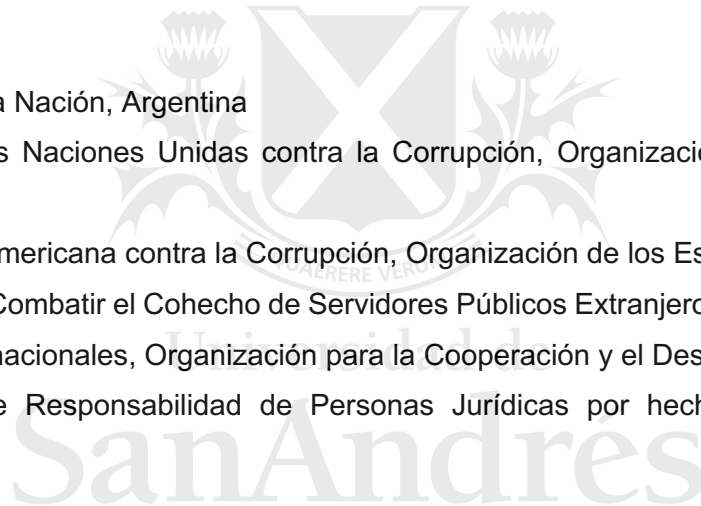 a Nación, Argentina
s Naciones Unidas contra la Corrupción, Organizació
mericana contra la Corrupción, Organización de los Es
Combatir el Cohecho de Servidores Públicos Extranjero
nacionales, Organización para la Cooperación y el Des
e Responsabilidad de Personas Jurídicas por hech
QUAERERE VERUM
Universidad de
SanAndrés